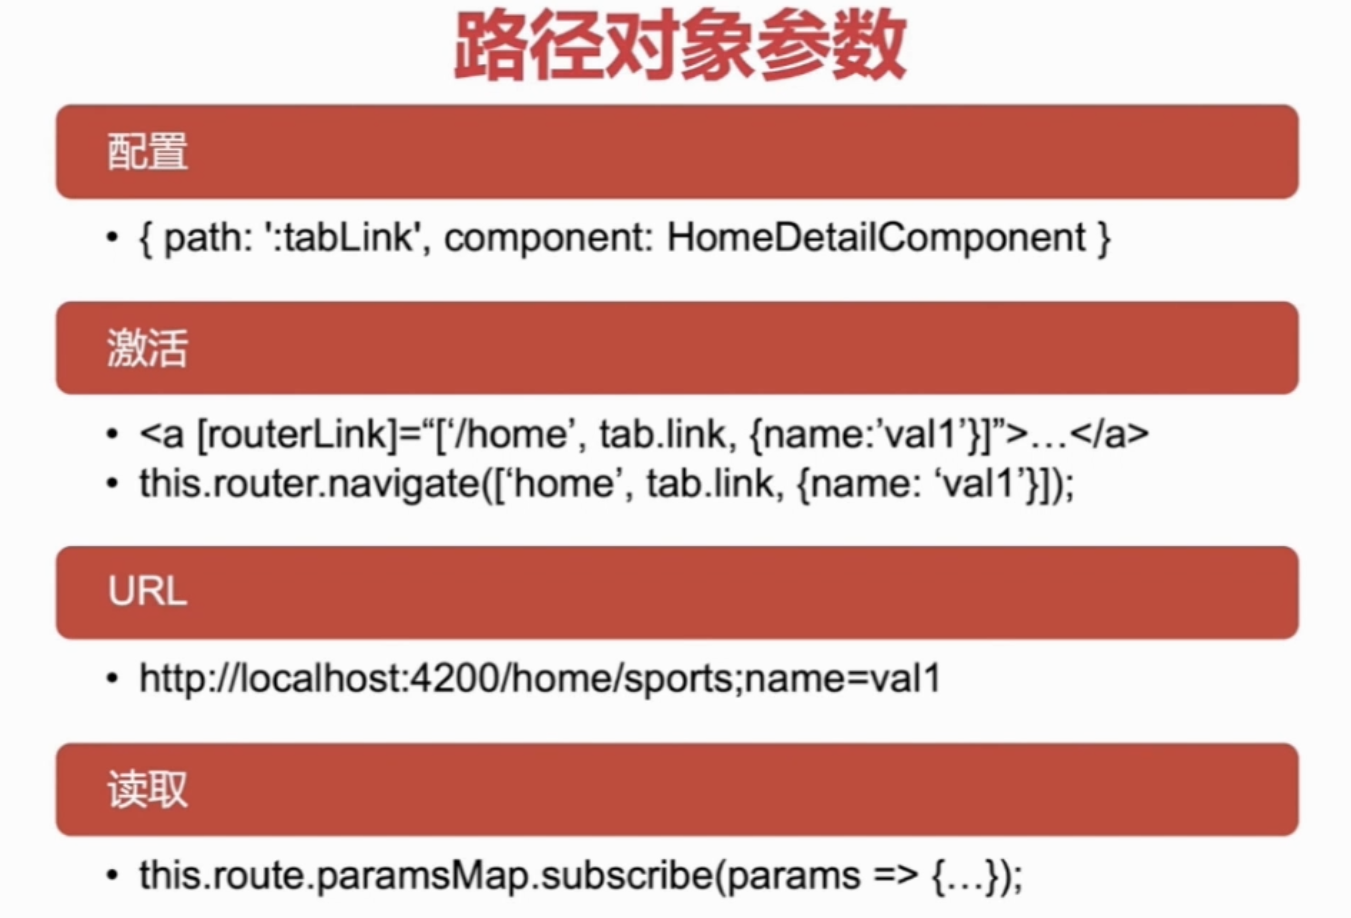 路径对象参数
配置
• { path: ':tabLink', component: HomeDetailComponent }
激活
• <a [routerLink]=“[‘/home’, tab.link, {name:’val1’}]”>…</a>
• this.router.navigate([‘home’, tab.link, {name: ‘val1’}]);
URL
• http://localhost:4200/home/sports;name=val1
读取
• this.route.paramsMap.subscribe(params => {…});